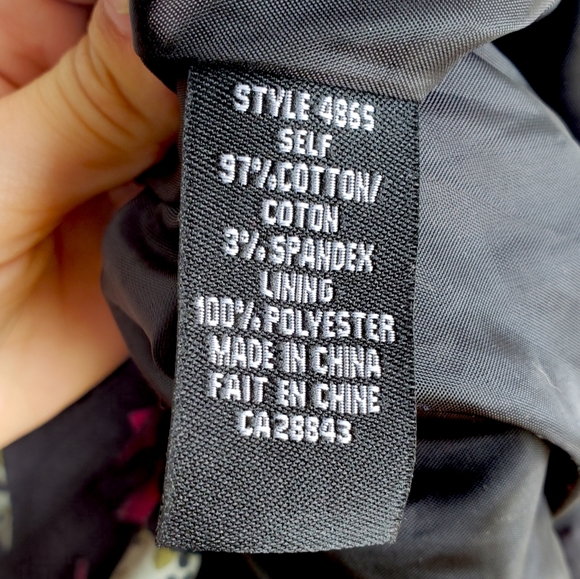 STYLE 4865
SELF
97% COTTON/
COTON
3% SPANDEX
LINING
100% POLYESTER
MADE IN CHINA
FAIT EN CHINE
CA28843